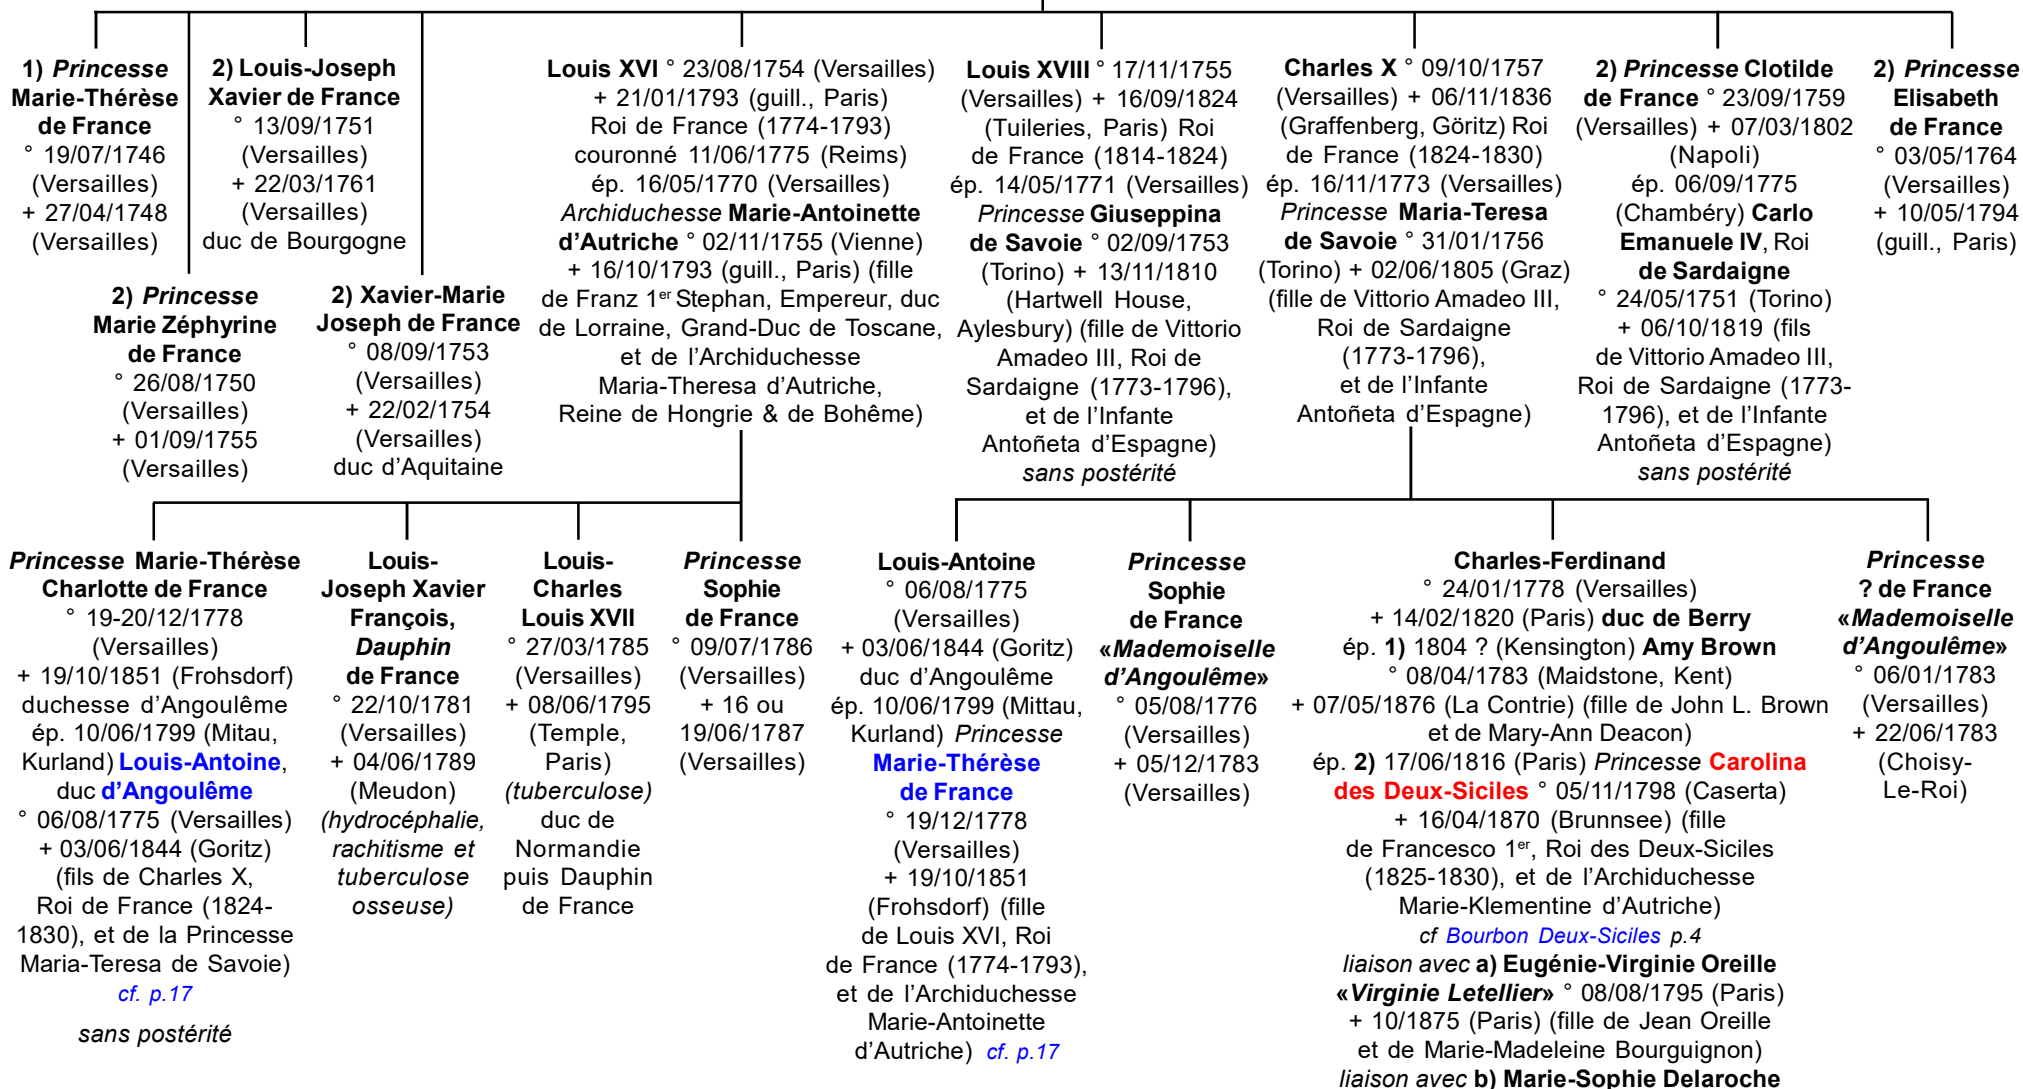 1) Princesse
Marie-Thérèse
de France
° 19/07/1746
(Versailles)
+ 27/04/1748
(Versailles)
2) Princesse
Marie Zéphyrine
de France
° 26/08/1750
(Versailles)
+ 01/09/1755
(Versailles)
2) Louis-Joseph
Xavier de France
° 13/09/1751
(Versailles)
+ 22/03/1761
(Versailles)
duc de Bourgogne
2) Xavier-Marie
Joseph de France
° 08/09/1753
(Versailles)
+ 22/02/1754
(Versailles)
duc d’Aquitaine
Louis XVI ° 23/08/1754 (Versailles)
+ 21/01/1793 (guill., Paris)
Roi de France (1774-1793)
couronné 11/06/1775 (Reims)
ép. 16/05/1770 (Versailles)
Archiduchesse Marie-Antoinette
d’Autriche ° 02/11/1755 (Vienne)
+ 16/10/1793 (guill., Paris) (fille
de Franz 1er Stephan, Empereur, duc
de Lorraine, Grand-Duc de Toscane,
et de l’Archiduchesse
Maria-Theresa d’Autriche,
Reine de Hongrie & de Bohême)
Louis XVIII ° 17/11/1755
(Versailles) + 16/09/1824
(Tuileries, Paris) Roi
de France (1814-1824)
ép. 14/05/1771 (Versailles)
Princesse Giuseppina
de Savoie ° 02/09/1753
(Torino) + 13/11/1810
(Hartwell House,
Aylesbury) (fille de Vittorio
Amadeo III, Roi de
Sardaigne (1773-1796),
et de l’Infante
Antoñeta d’Espagne)
sans postérité
Charles X ° 09/10/1757
(Versailles) + 06/11/1836
(Graffenberg, Göritz) Roi
de France (1824-1830)
ép. 16/11/1773 (Versailles)
Princesse Maria-Teresa
de Savoie ° 31/01/1756
(Torino) + 02/06/1805 (Graz)
(fille de Vittorio Amadeo III,
Roi de Sardaigne
(1773-1796),
et de l’Infante
Antoñeta d’Espagne)
2) Princesse Clotilde
de France ° 23/09/1759
(Versailles) + 07/03/1802
(Napoli)
ép. 06/09/1775
(Chambéry) Carlo
Emanuele IV, Roi
de Sardaigne
° 24/05/1751 (Torino)
+ 06/10/1819 (fils
de Vittorio Amadeo III,
Roi de Sardaigne (1773-
1796), et de l’Infante
Antoñeta d’Espagne)
sans postérité
2) Princesse
Elisabeth
de France
° 03/05/1764
(Versailles)
+ 10/05/1794
(guill., Paris)
Princesse Marie-Thérèse
Charlotte de France
° 19-20/12/1778
(Versailles)
+ 19/10/1851 (Frohsdorf)
duchesse d’Angoulême
ép. 10/06/1799 (Mitau,
Kurland) Louis-Antoine,
duc d’Angoulême
° 06/08/1775 (Versailles)
+ 03/06/1844 (Goritz)
(fils de Charles X,
Roi de France (1824-
1830), et de la Princesse
Maria-Teresa de Savoie)
cf. p.17
sans postérité
Louis-
Joseph Xavier
François,
Dauphin
de France
° 22/10/1781
(Versailles)
+ 04/06/1789
(Meudon)
(hydrocéphalie,
rachitisme et
tuberculose
osseuse)
Louis-
Charles
Louis XVII
° 27/03/1785
(Versailles)
+ 08/06/1795
(Temple,
Paris)
(tuberculose)
duc de
Normandie
puis Dauphin
de France
Princesse
Sophie
de France
° 09/07/1786
(Versailles)
+ 16 ou
19/06/1787
(Versailles)
Louis-Antoine
° 06/08/1775
(Versailles)
+ 03/06/1844 (Goritz)
duc d’Angoulême
ép. 10/06/1799 (Mittau,
Kurland) Princesse
Marie-Thérèse
de France
° 19/12/1778
(Versailles)
+ 19/10/1851
(Frohsdorf) (fille
de Louis XVI, Roi
de France (1774-1793),
et de l’Archiduchesse
Marie-Antoinette
d’Autriche) cf. p.17
Princesse
Sophie
de France
«Mademoiselle
d’Angoulême»
° 05/08/1776
(Versailles)
+ 05/12/1783
(Versailles)
Charles-Ferdinand
° 24/01/1778 (Versailles)
+ 14/02/1820 (Paris) duc de Berry
ép. 1) 1804 ? (Kensington) Amy Brown
° 08/04/1783 (Maidstone, Kent)
+ 07/05/1876 (La Contrie) (fille de John L. Brown
et de Mary-Ann Deacon)
ép. 2) 17/06/1816 (Paris) Princesse Carolina
des Deux-Siciles ° 05/11/1798 (Caserta)
+ 16/04/1870 (Brunnsee) (fille
de Francesco 1er, Roi des Deux-Siciles
(1825-1830), et de l’Archiduchesse
Marie-Klementine d’Autriche)
cf Bourbon Deux-Siciles p.4
liaison avec a) Eugénie-Virginie Oreille
«Virginie Letellier» ° 08/08/1795 (Paris)
+ 10/1875 (Paris) (fille de Jean Oreille
et de Marie-Madeleine Bourguignon)
liaison avec b) Marie-Sophie Delaroche
Princesse
? de France
«Mademoiselle
d’Angoulême»
° 06/01/1783
(Versailles)
+ 22/06/1783
(Choisy-
Le-Roi)